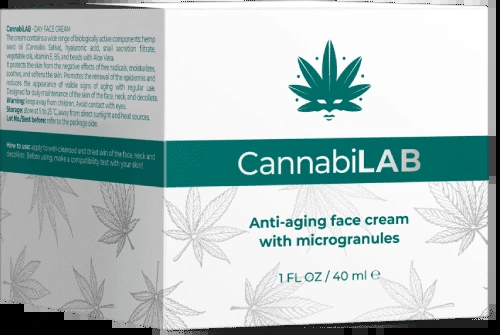 CannabiLAB - DAY FACE CREAM
The cream contains a wide range of biologically active components: hemp
seed oil (Cannabis Sativa), hyaluronic acid, snail secretion filtrate,
vegetable oils, vitamin E, B5, and beads with Aloe Vera.
It protects the skin from the negative effects of free radicals, moisturizes,
soothes, and softens the skin. Promotes the renewal of the epidermis and
reduces the appearance of visible signs of aging with regular use.
Designed for daily maintenance of the skin of the face, neck, and decollete.
Warning: keep away from children. Avoid contact with eyes.
Storage: store at 5 to 25 °C, away from direct sunlight and heat sources.
Lot No./Best before: refer to the package side.
How to use: apply to well-cleansed and dried skin of the face, neck and
decollete. Before using, make a compatibility test with your skin!
CannabiLAB
Anti-aging face cream
with microgranules
1 FL OZ / 40 ml ℮